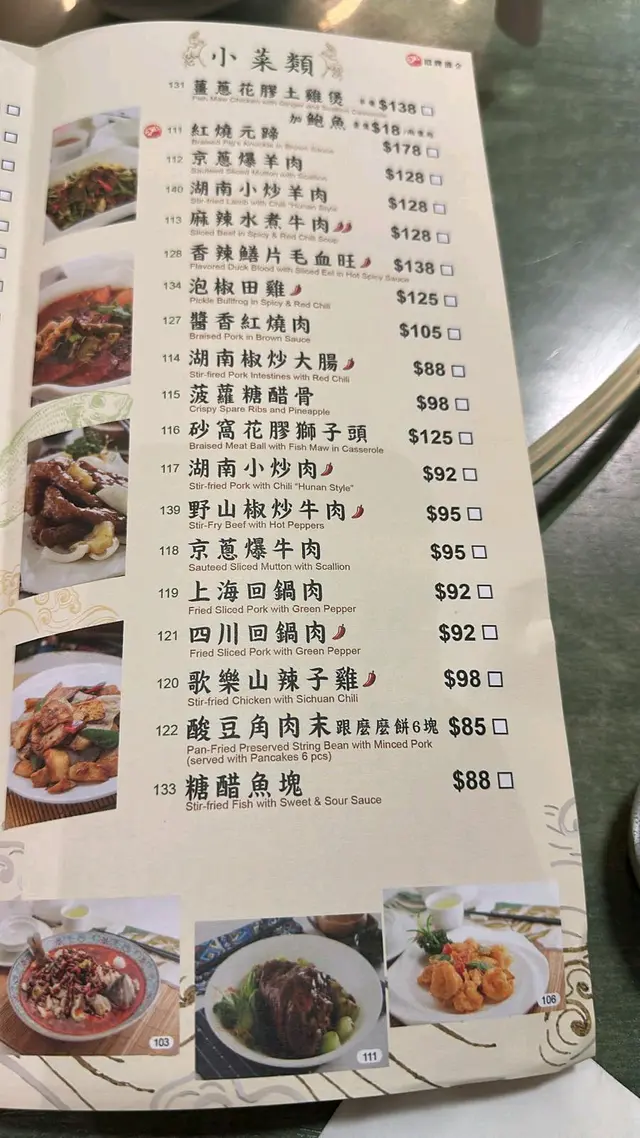 小菜類
招牌推介
131 薑蔥花膠土雞煲 $138
Fish Maw Chicken with Ginger and Scallion Casserole
加鮑魚 $18
111 紅燒元蹄 $178
Braised Pig's Knuckle in Brown Sauce
112 京蔥爆羊肉 $128
Sauteed Sliced Mutton with Scallion
140 湖南小炒羊肉 $128
Stir-fried Lamb with Chili "Hunan Style"
113 麻辣水煮牛肉 $128
Sliced Beef in Spicy & Red Chili Soup
128 香辣鱔片毛血旺 $138
Flavored Duck Blood with Sliced Eel in Hot Spicy Sauce
134 泡椒田雞 $125
Pickle Bullfrog in Spicy & Red Chili
127 醬香紅燒肉 $105
Braised Pork in Brown Sauce
114 湖南椒炒大腸 $88
Stir-fired Pork Intestines with Red Chili
115 菠蘿糖醋骨 $98
Crispy Spare Ribs and Pineapple
116 砂窩花膠獅子頭 $125
Braised Meat Ball with Fish Maw in Casserole
117 湖南小炒肉 $92
Stir-fried Pork with Chili "Hunan Style"
139 野山椒炒牛肉 $95
Stir-Fry Beef with Hot Peppers
118 京蔥爆牛肉 $95
Sauteed Sliced Mutton with Scallion
119 上海回鍋肉 $92
Fried Sliced Pork with Green Pepper
121 四川回鍋肉 $92
Fried Sliced Pork with Green Pepper
120 歌樂山辣子雞 $98
Stir-fried Chicken with Sichuan Chili
122 酸豆角肉末 跟麼麼餅6塊 $85
Pan-Fried Preserved String Bean with Minced Pork
(served with Pancakes 6 pcs)
133 糖醋魚塊 $88
Stir-fried Fish with Sweet & Sour Sauce
103
111
106